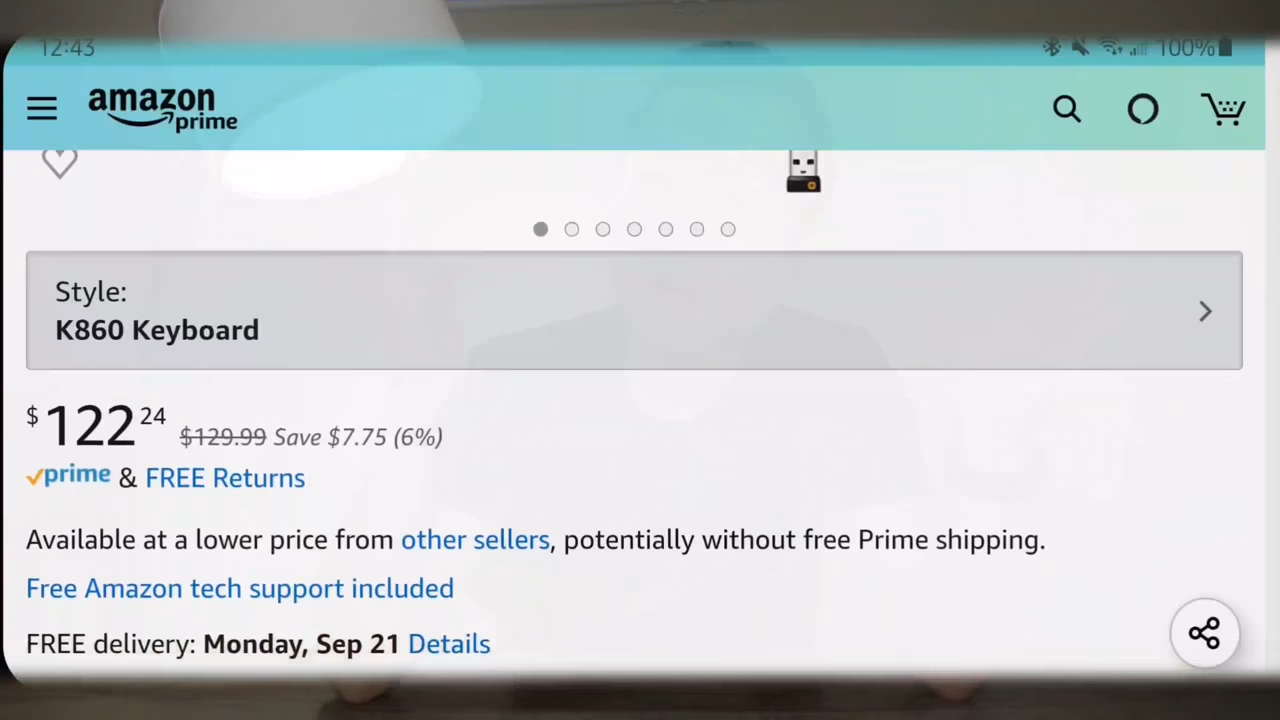 12:43
100%
amazon
prime
Style:
K860 Keyboard
$122 24 $129.99 Save $7.75 (6%)
prime & FREE Returns
Available at a lower price from other sellers, potentially without free Prime shipping.
Free Amazon tech support included
FREE delivery: Monday, Sep 21 Details